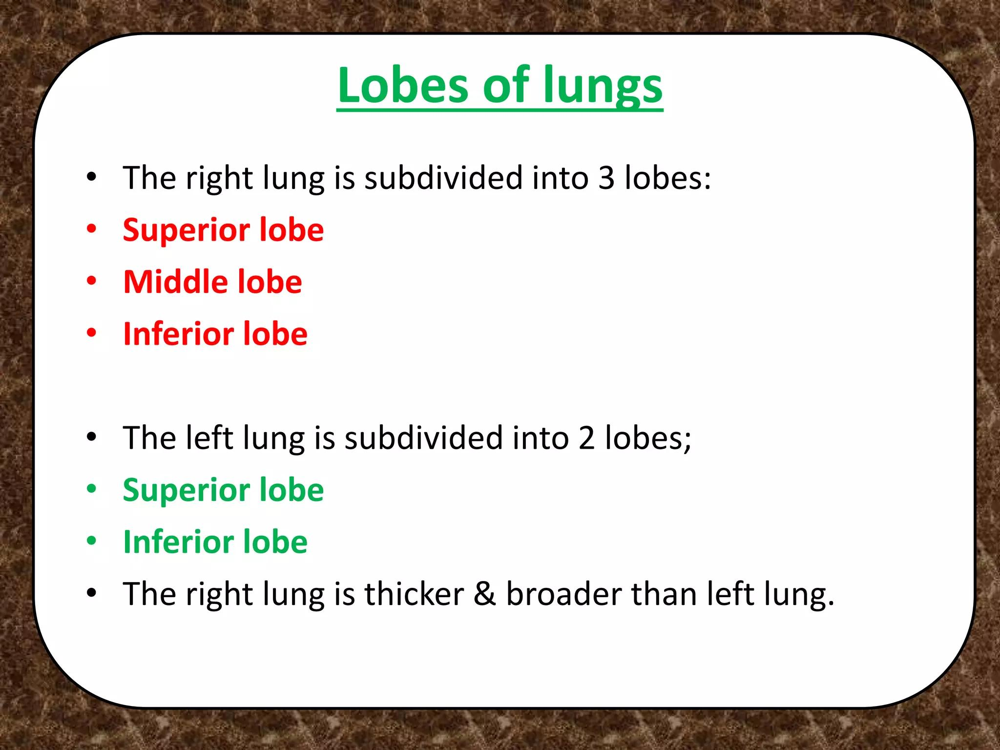 Lobes of lungs
• The right lung is subdivided into 3 lobes:
• Superior lobe
• Middle lobe
• Inferior lobe
• The left lung is subdivided into 2 lobes;
• Superior lobe
• Inferior lobe
• The right lung is thicker & broader than left lung.